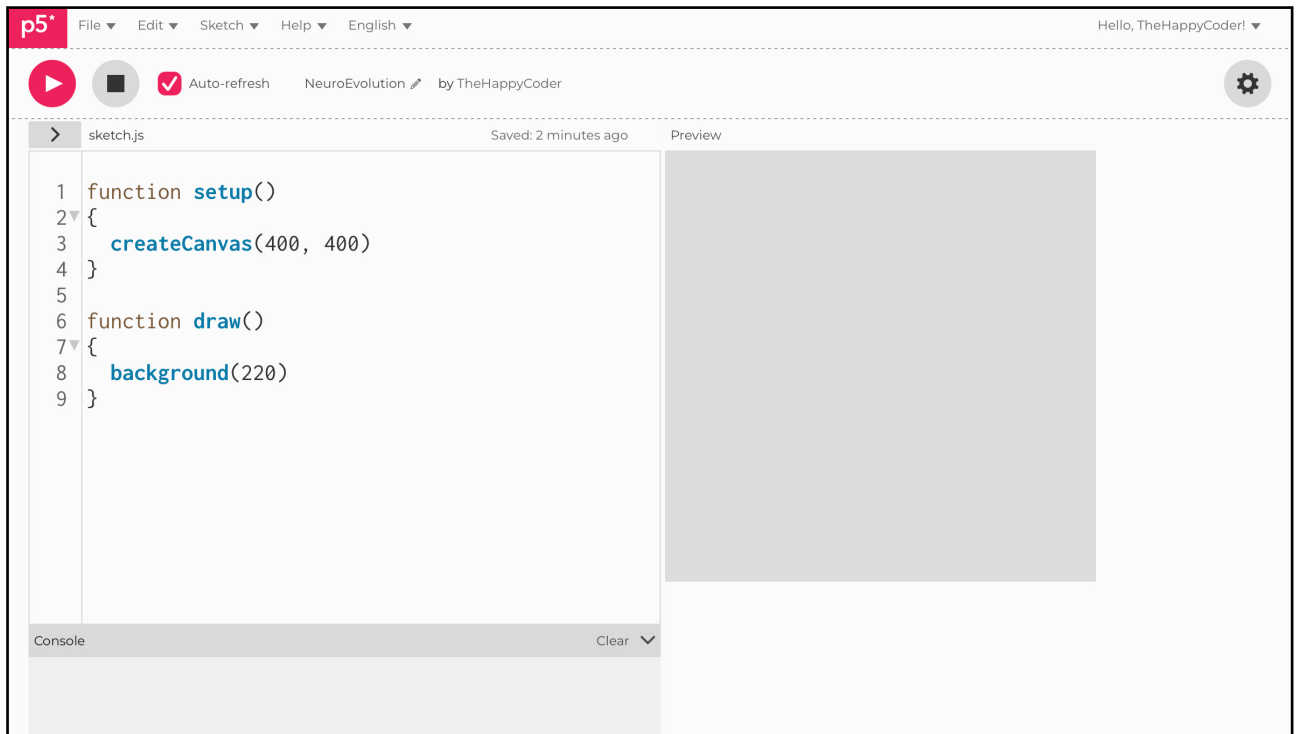 p5* File Edit Sketch Help English Hello, TheHappyCoder!
Auto-refresh NeuroEvolution by TheHappyCoder
sketch.js Saved: 2 minutes ago Preview
1 function setup()
2 {
3   createCanvas(400, 400)
4 }
5
6 function draw()
7 {
8   background(220)
9 }
Console Clear